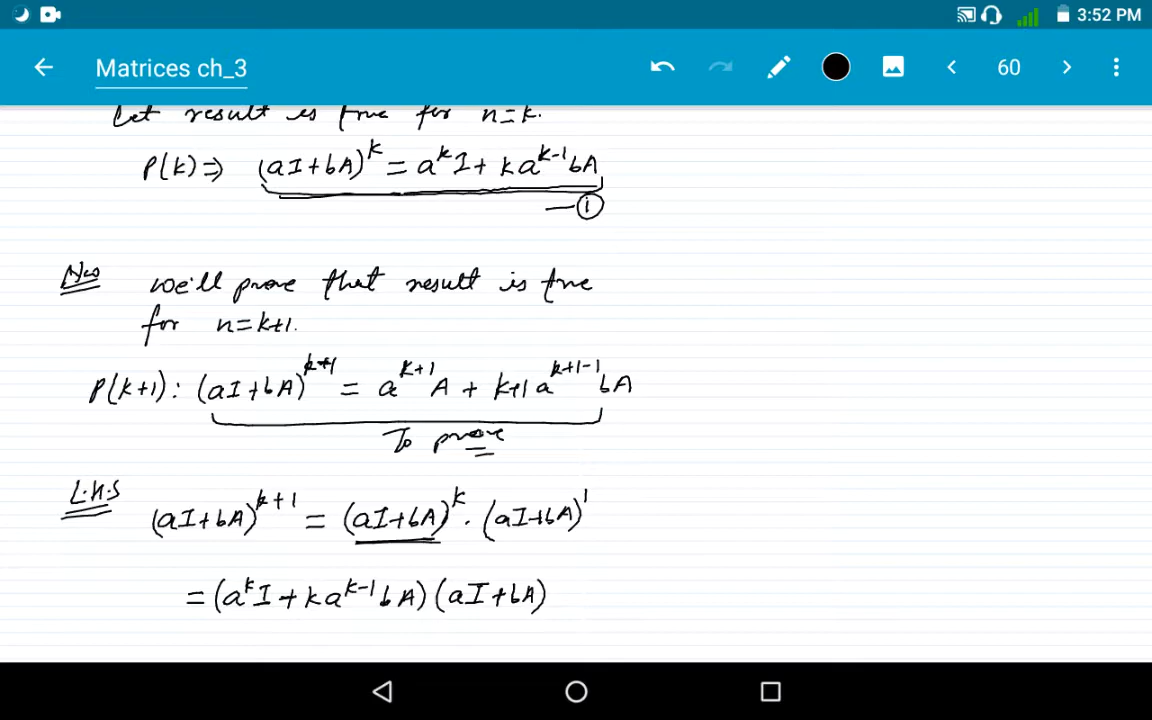 3:52 PM
Matrices ch_3
60
Let result is true for n=k.
P(k)⇒ (aI+bA)^k = a^k I + k a^{k-1} bA
— ①
We'll prove that result is true
for n=k+1.
P(k+1): (aI+bA)^{k+1} = a^{k+1} A + k+1 a^{k+1-1} bA
To prove
L.H.S
(aI+bA)^{k+1} = (aI+bA)^k . (aI+bA)^1
= (a^k I + k a^{k-1} bA) (aI+bA)